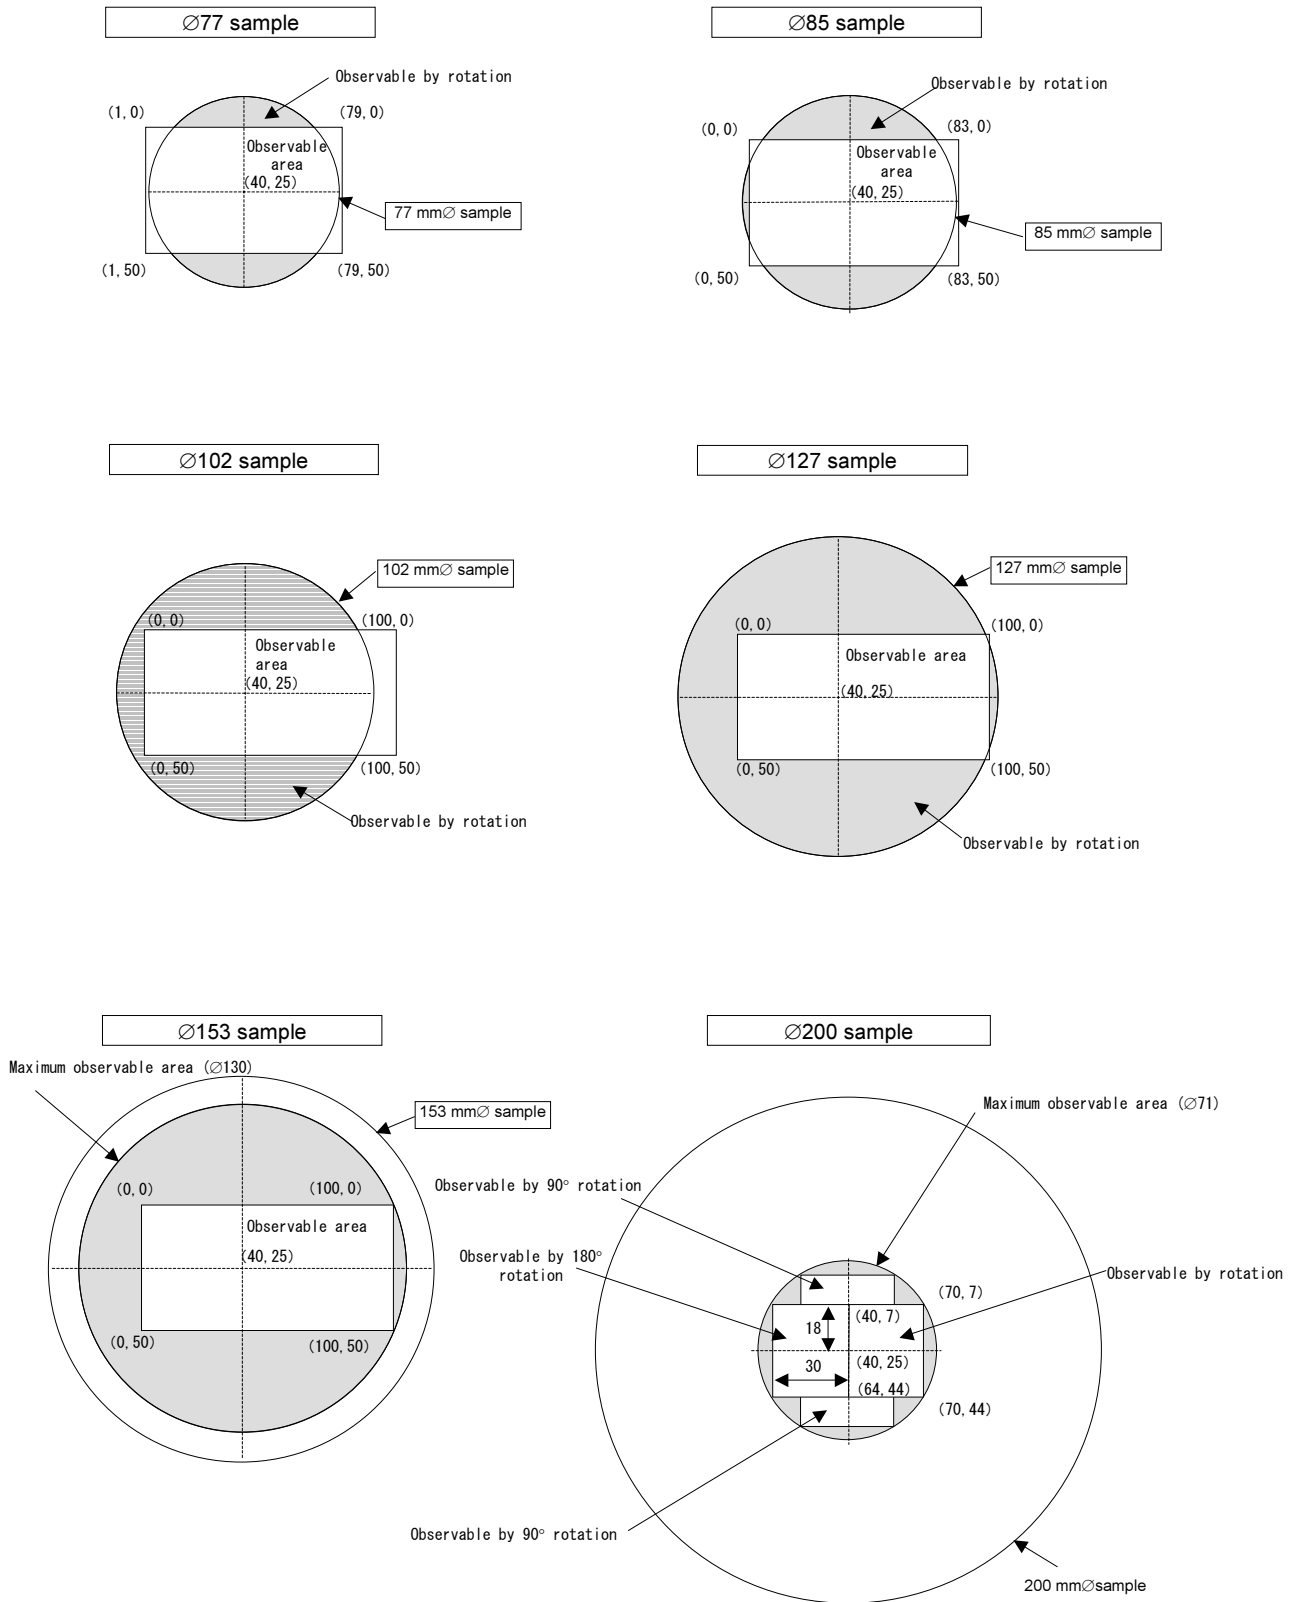 ∅77 sample
Observable by rotation
(1,0)
(79,0)
Observable
area
(40,25)
77 mm∅ sample
(1,50)
(79,50)
∅85 sample
Observable by rotation
(0,0)
(83,0)
Observable
area
(40,25)
85 mm∅ sample
(0,50)
(83,50)
∅102 sample
102 mm∅ sample
(0,0)
(100,0)
Observable
area
(40,25)
(0,50)
(100,50)
Observable by rotation
∅127 sample
127 mm∅ sample
(0,0)
(100,0)
Observable area
(40,25)
(0,50)
(100,50)
Observable by rotation
∅153 sample
Maximum observable area (∅130)
153 mm∅ sample
(0,0)
(100,0)
Observable area
(40,25)
(0,50)
(100,50)
∅200 sample
Maximum observable area (∅71)
Observable by 90° rotation
Observable by 180°
rotation
Observable by rotation
(70,7)
(40,7)
18
(40,25)
30
(64,44)
(70,44)
Observable by 90° rotation
200 mm∅sample